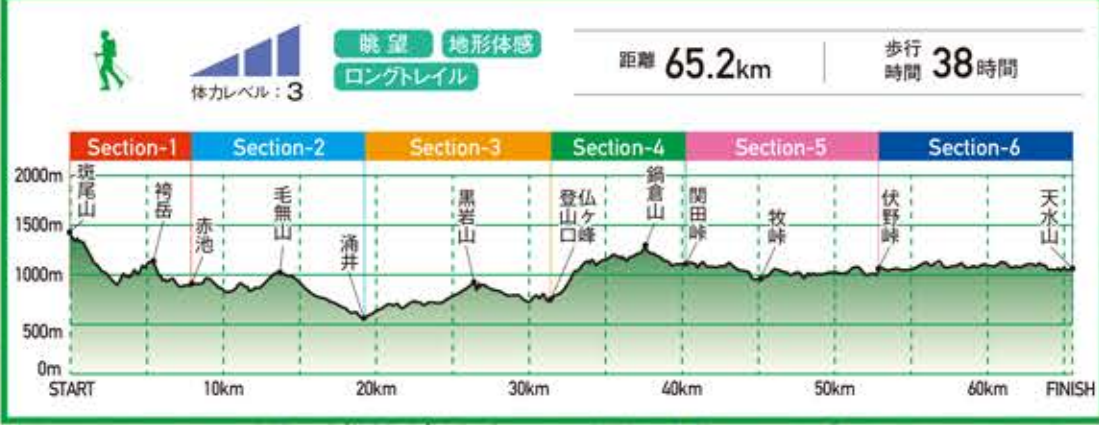 体力レベル：3
眺望
地形体感
ロングトレイル
距離 65.2km
歩行時間 38時間
Section-1
Section-2
Section-3
Section-4
Section-5
Section-6
2000m
1500m
1000m
500m
0m
斑尾山
袴岳
赤池
毛無山
涌井
黒岩山
仏ヶ峰登山口
鍋倉山
関田峠
牧峠
伏野峠
天水山
START
10km
20km
30km
40km
50km
60km
FINISH